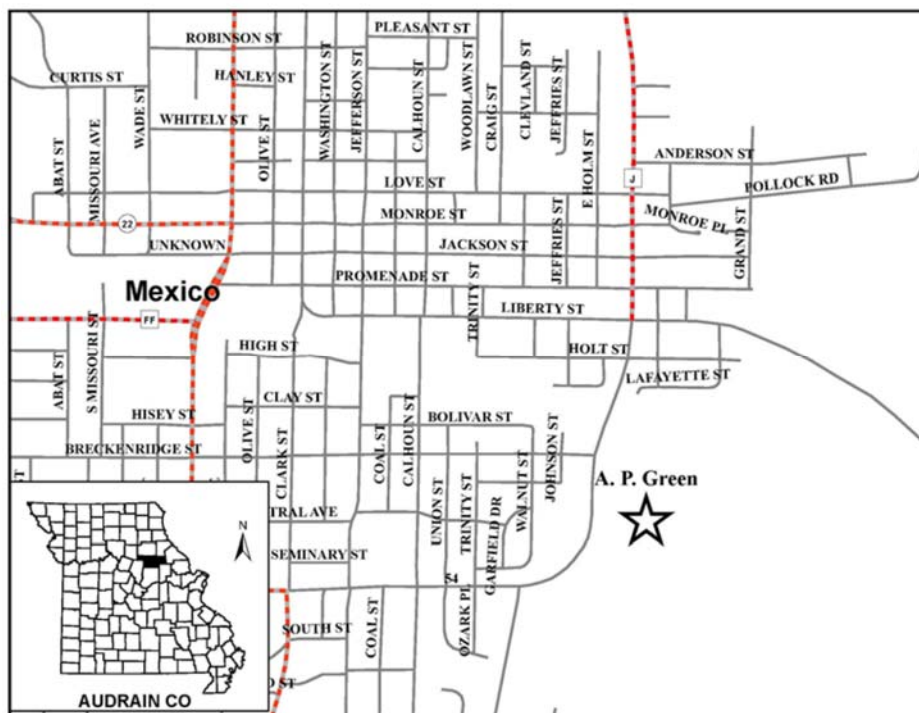 PLEASANT ST
ROBINSON ST
CURTIS ST
HANLEY ST
WHITELY ST
ABAT ST
MISSOURI AVE
WADE ST
OLIVE ST
WASHINGTON ST
JEFFERSON ST
CALHOUN ST
WOODLAWN ST
CRAIG ST
CLEVLAND ST
JEFFRIES ST
E HOLM ST
J
ANDERSON ST
POLLOCK RD
LOVE ST
MONROE ST
MONROE PL
22
UNKNOWN
JACKSON ST
JEFFRIES ST
GRAND ST
PROMENADE ST
Mexico
TRINITY ST
LIBERTY ST
FF
ABAT ST
S MISSOURI ST
HIGH ST
HOLT ST
LAFAYETTE ST
CLAY ST
HISEY ST
BOLIVAR ST
BRECKENRIDGE ST
OLIVE ST
CLARK ST
COAL ST
CALHOUN ST
UNION ST
TRINITY ST
GARFIELD DR
WALNUT ST
JOHNSON ST
A. P. Green
ST
TRAL AVE
SEMINARY ST
54
OZARK PL
SOUTH ST
COAL ST
ST
N
AUDRAIN CO